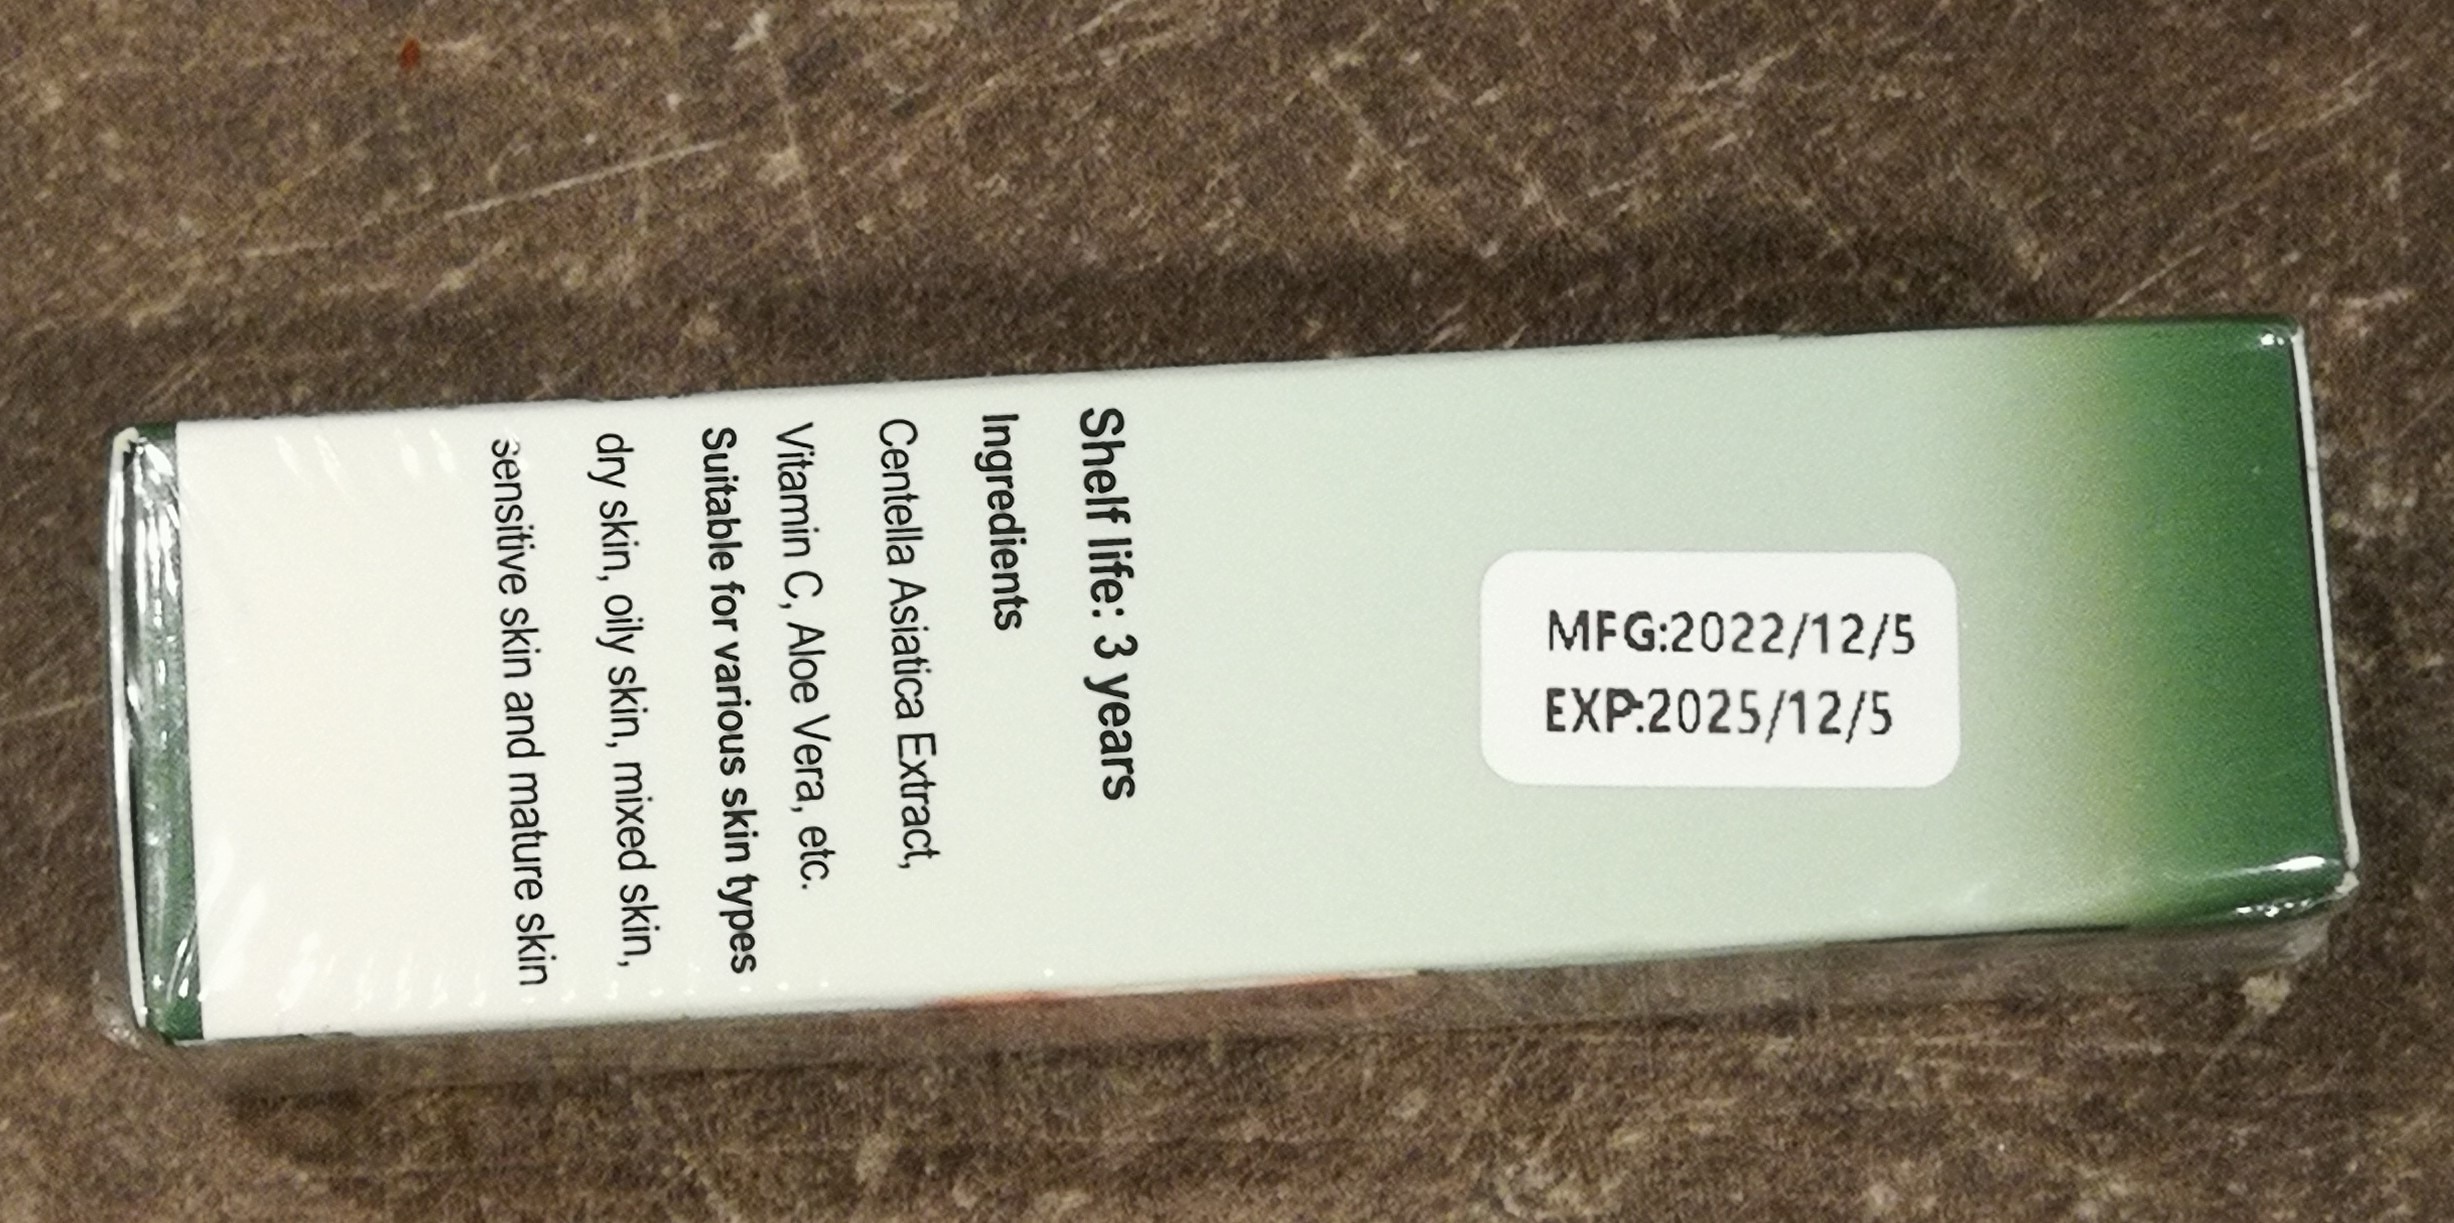 MFG:2022/12/5
EXP:2025/12/5
Shelf life: 3 years
Ingredients
Centella Asiatica Extract,
Vitamin C, Aloe Vera, etc.
Suitable for various skin types
dry skin, oily skin, mixed skin,
sensitive skin and mature skin